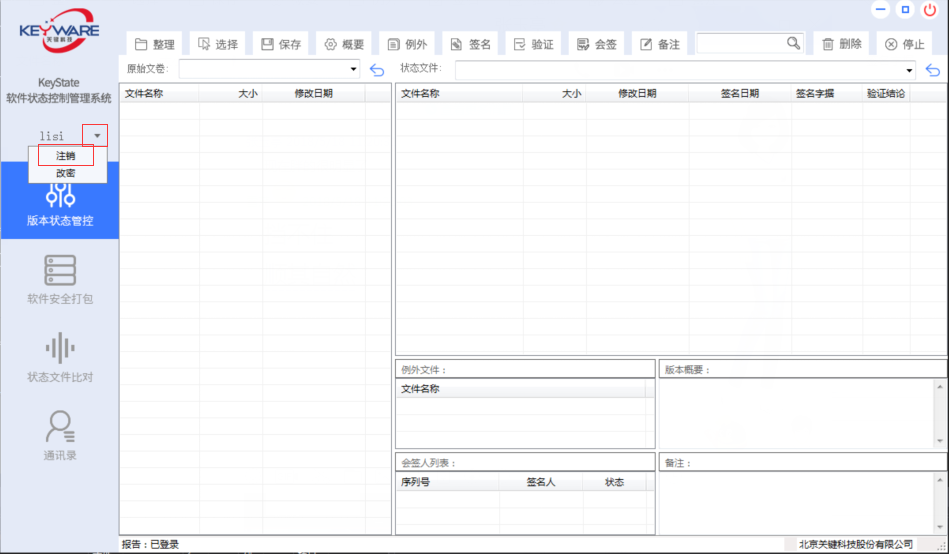 KEYWARE
关键科技
KeyState
软件状态控制管理系统
lisi
注销
改密
版本状态管控
软件安全打包
状态文件比对
通讯录
整理 选择 保存 概要 例外 签名 验证 会签 备注 删除 停止
原始文卷： 状态文件：
文件名称 大小 修改日期
文件名称 大小 修改日期 签名日期 签名字据 验证结论
例外文件： 版本概要：
文件名称
会签人列表： 备注：
序列号 签名人 状态
报告：已登录 北京关键科技股份有限公司